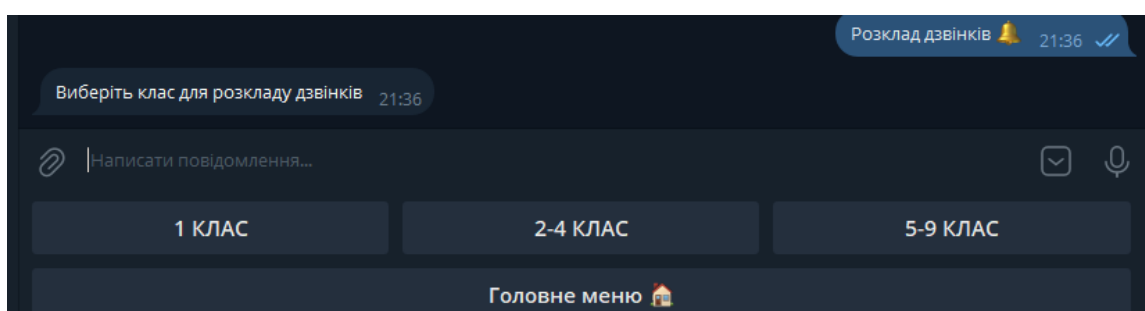 Розклад дзвінків 🔔 21:36
Виберіть клас для розкладу дзвінків 21:36
Написати повідомлення...
1 КЛАС 2-4 КЛАС 5-9 КЛАС
Головне меню 🏠